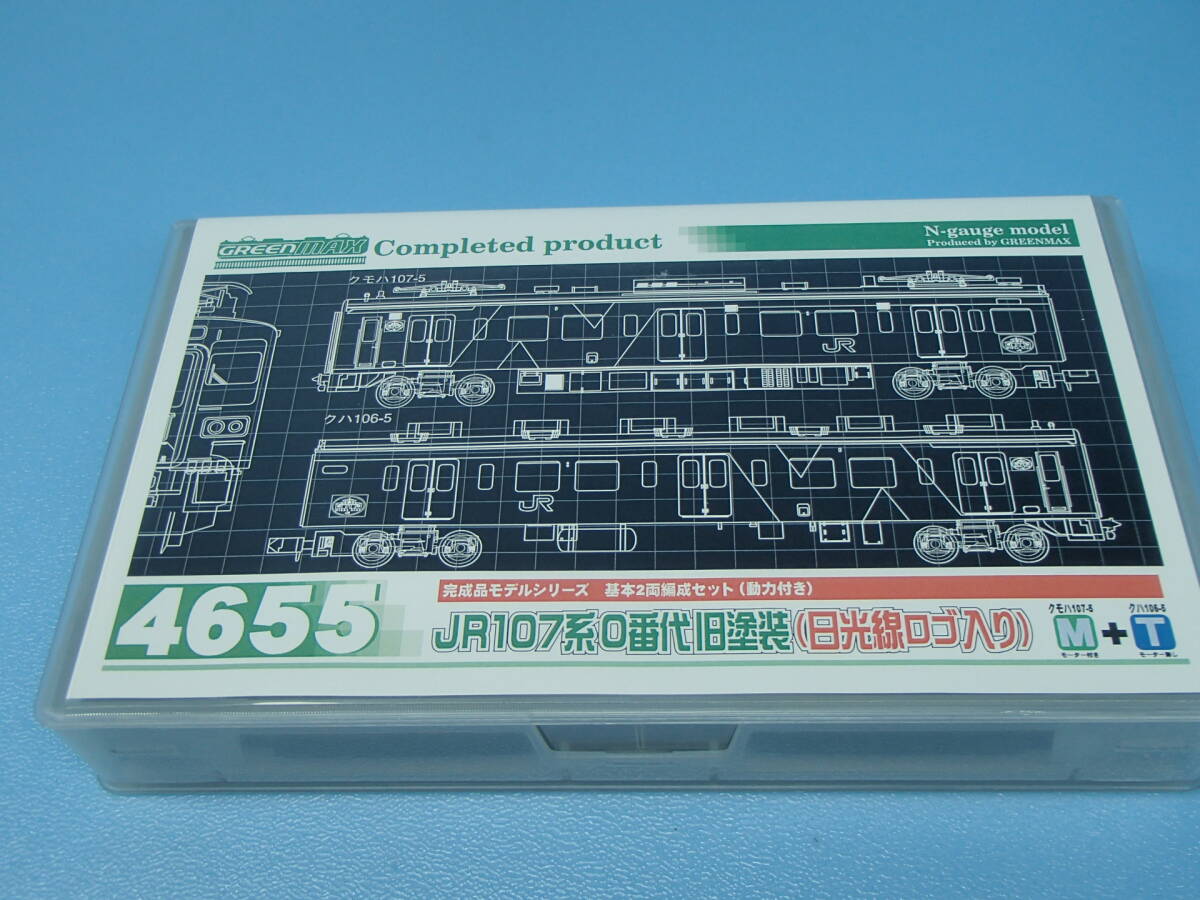 GREENMAX Completed product
N-gauge model
Produced by GREENMAX
クモハ107-5
JR
クハ106-5
JR
4655
完成品モデルシリーズ 基本2両編成セット(動力付き)
JR107系0番代旧塗装(日光線ロゴ入り)
クモハ107-5 クハ106-5
M+T
モーター付き モーター無し